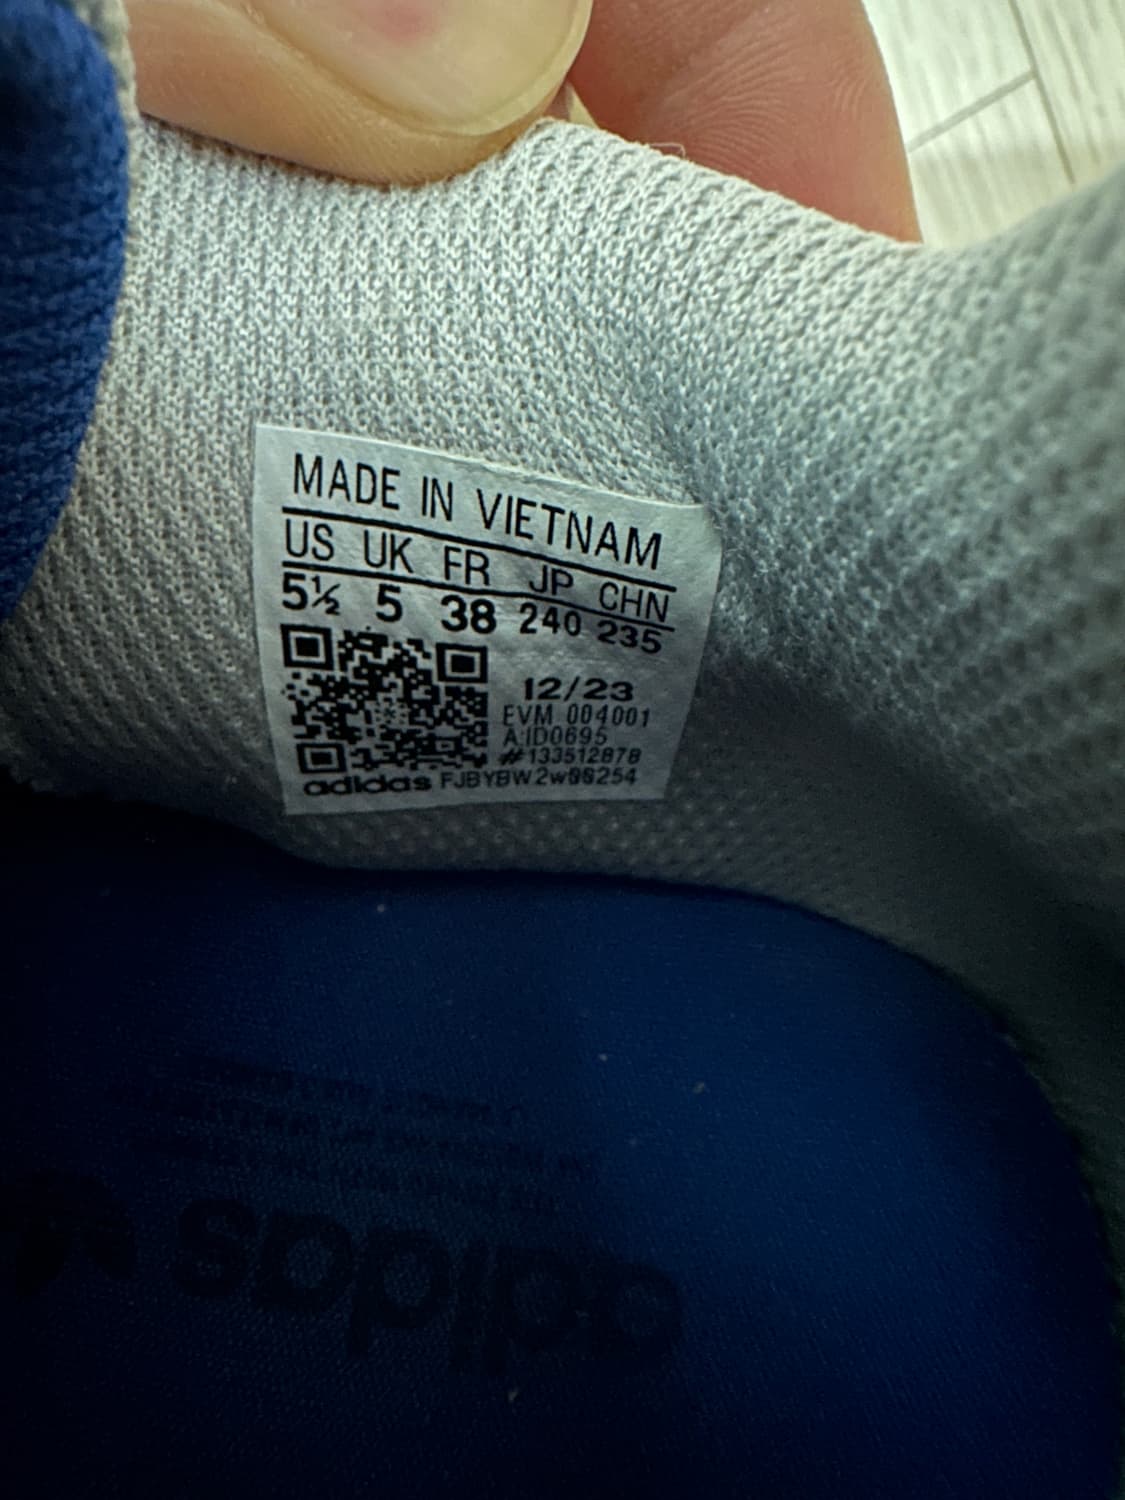 MADE IN VIETNAM
US UK FR JP CHN
5½ 5 38 240 235
12/23
EVM 004001
A:ID0695
#133512878
adidas FJBYBW2w08254
adidas